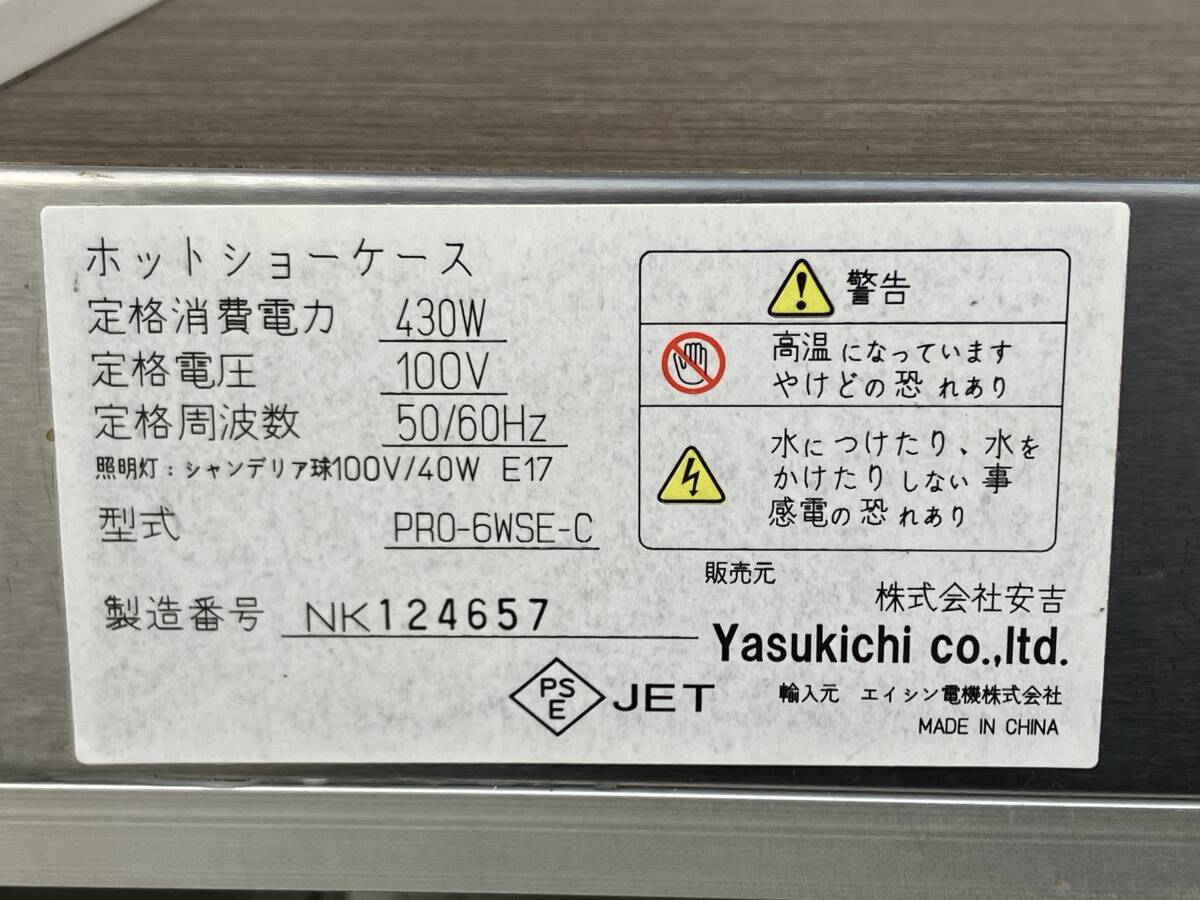 ホットショーケース
定格消費電力 430W
定格電圧 100V
定格周波数 50/60Hz
照明灯：シャンデリア球100V/40W E17
型式 PRO-6WSE-C
製造番号 NK124657
PSE JET
警告
高温になっています
やけどの恐れあり
水につけたり、水を
かけたりしない事
感電の恐れあり
販売元
株式会社安吉
Yasukichi co.,ltd.
輸入元 エイシン電機株式会社
MADE IN CHINA